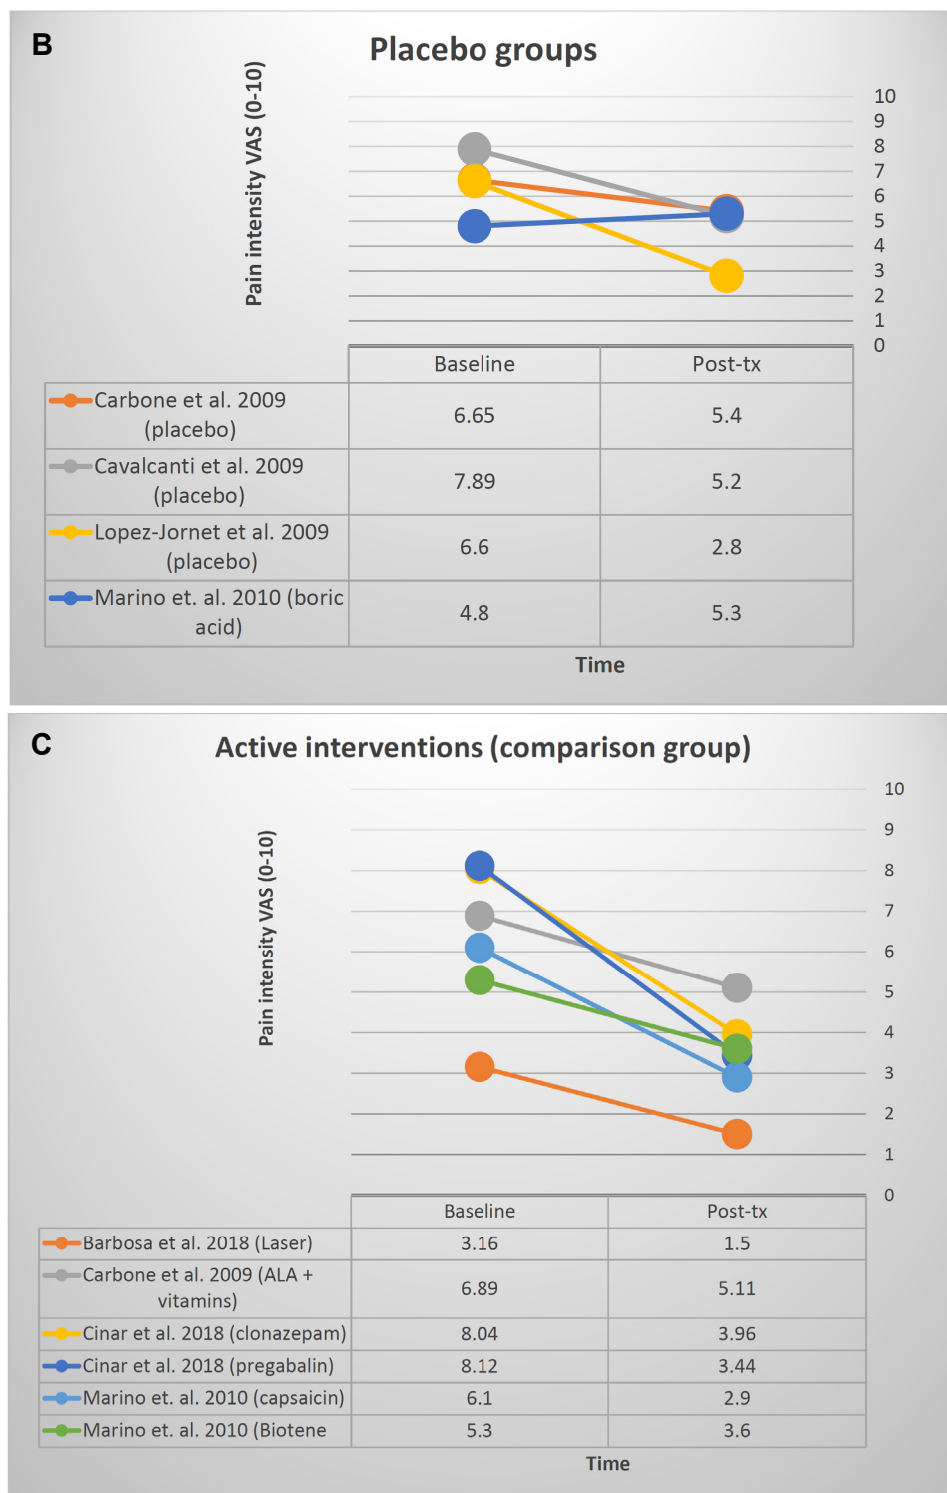 B
Placebo groups
Pain intensity VAS (0-10)
10
9
8
7
6
5
4
3
2
1
0
Baseline Post-tx
Carbone et al. 2009
(placebo) 6.65 5.4
Cavalcanti et al. 2009
(placebo) 7.89 5.2
Lopez-Jornet et al. 2009
(placebo) 6.6 2.8
Marino et. al. 2010 (boric
acid) 4.8 5.3
Time
C
Active interventions (comparison group)
Pain intensity VAS (0-10)
10
9
8
7
6
5
4
3
2
1
0
Baseline Post-tx
Barbosa et al. 2018 (Laser) 3.16 1.5
Carbone et al. 2009 (ALA +
vitamins) 6.89 5.11
Cinar et al. 2018 (clonazepam) 8.04 3.96
Cinar et al. 2018 (pregabalin) 8.12 3.44
Marino et. al. 2010 (capsaicin) 6.1 2.9
Marino et. al. 2010 (Biotene 5.3 3.6
Time